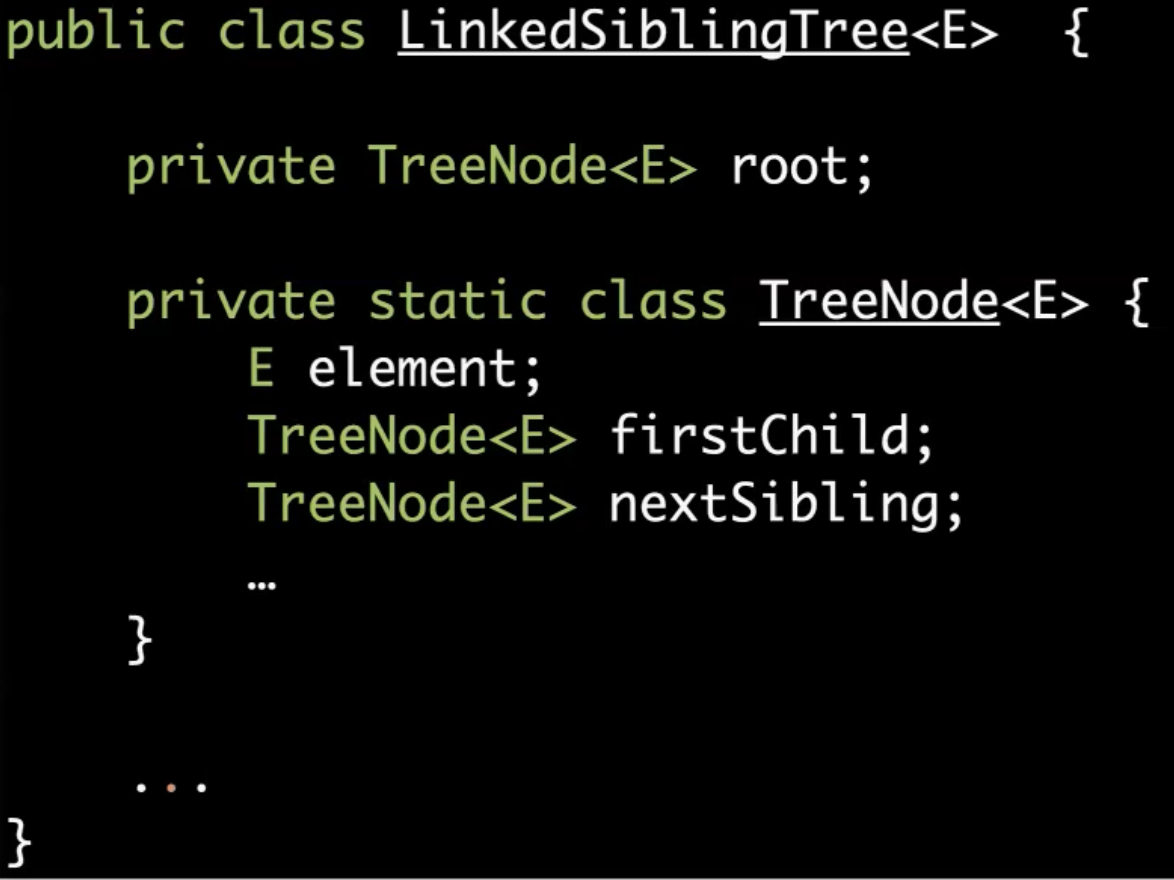 public class LinkedSiblingTree<E>  {
    private TreeNode<E> root;
    private static class TreeNode<E> {
        E element;
        TreeNode<E> firstChild;
        TreeNode<E> nextSibling;
        …
    }
    ...
}